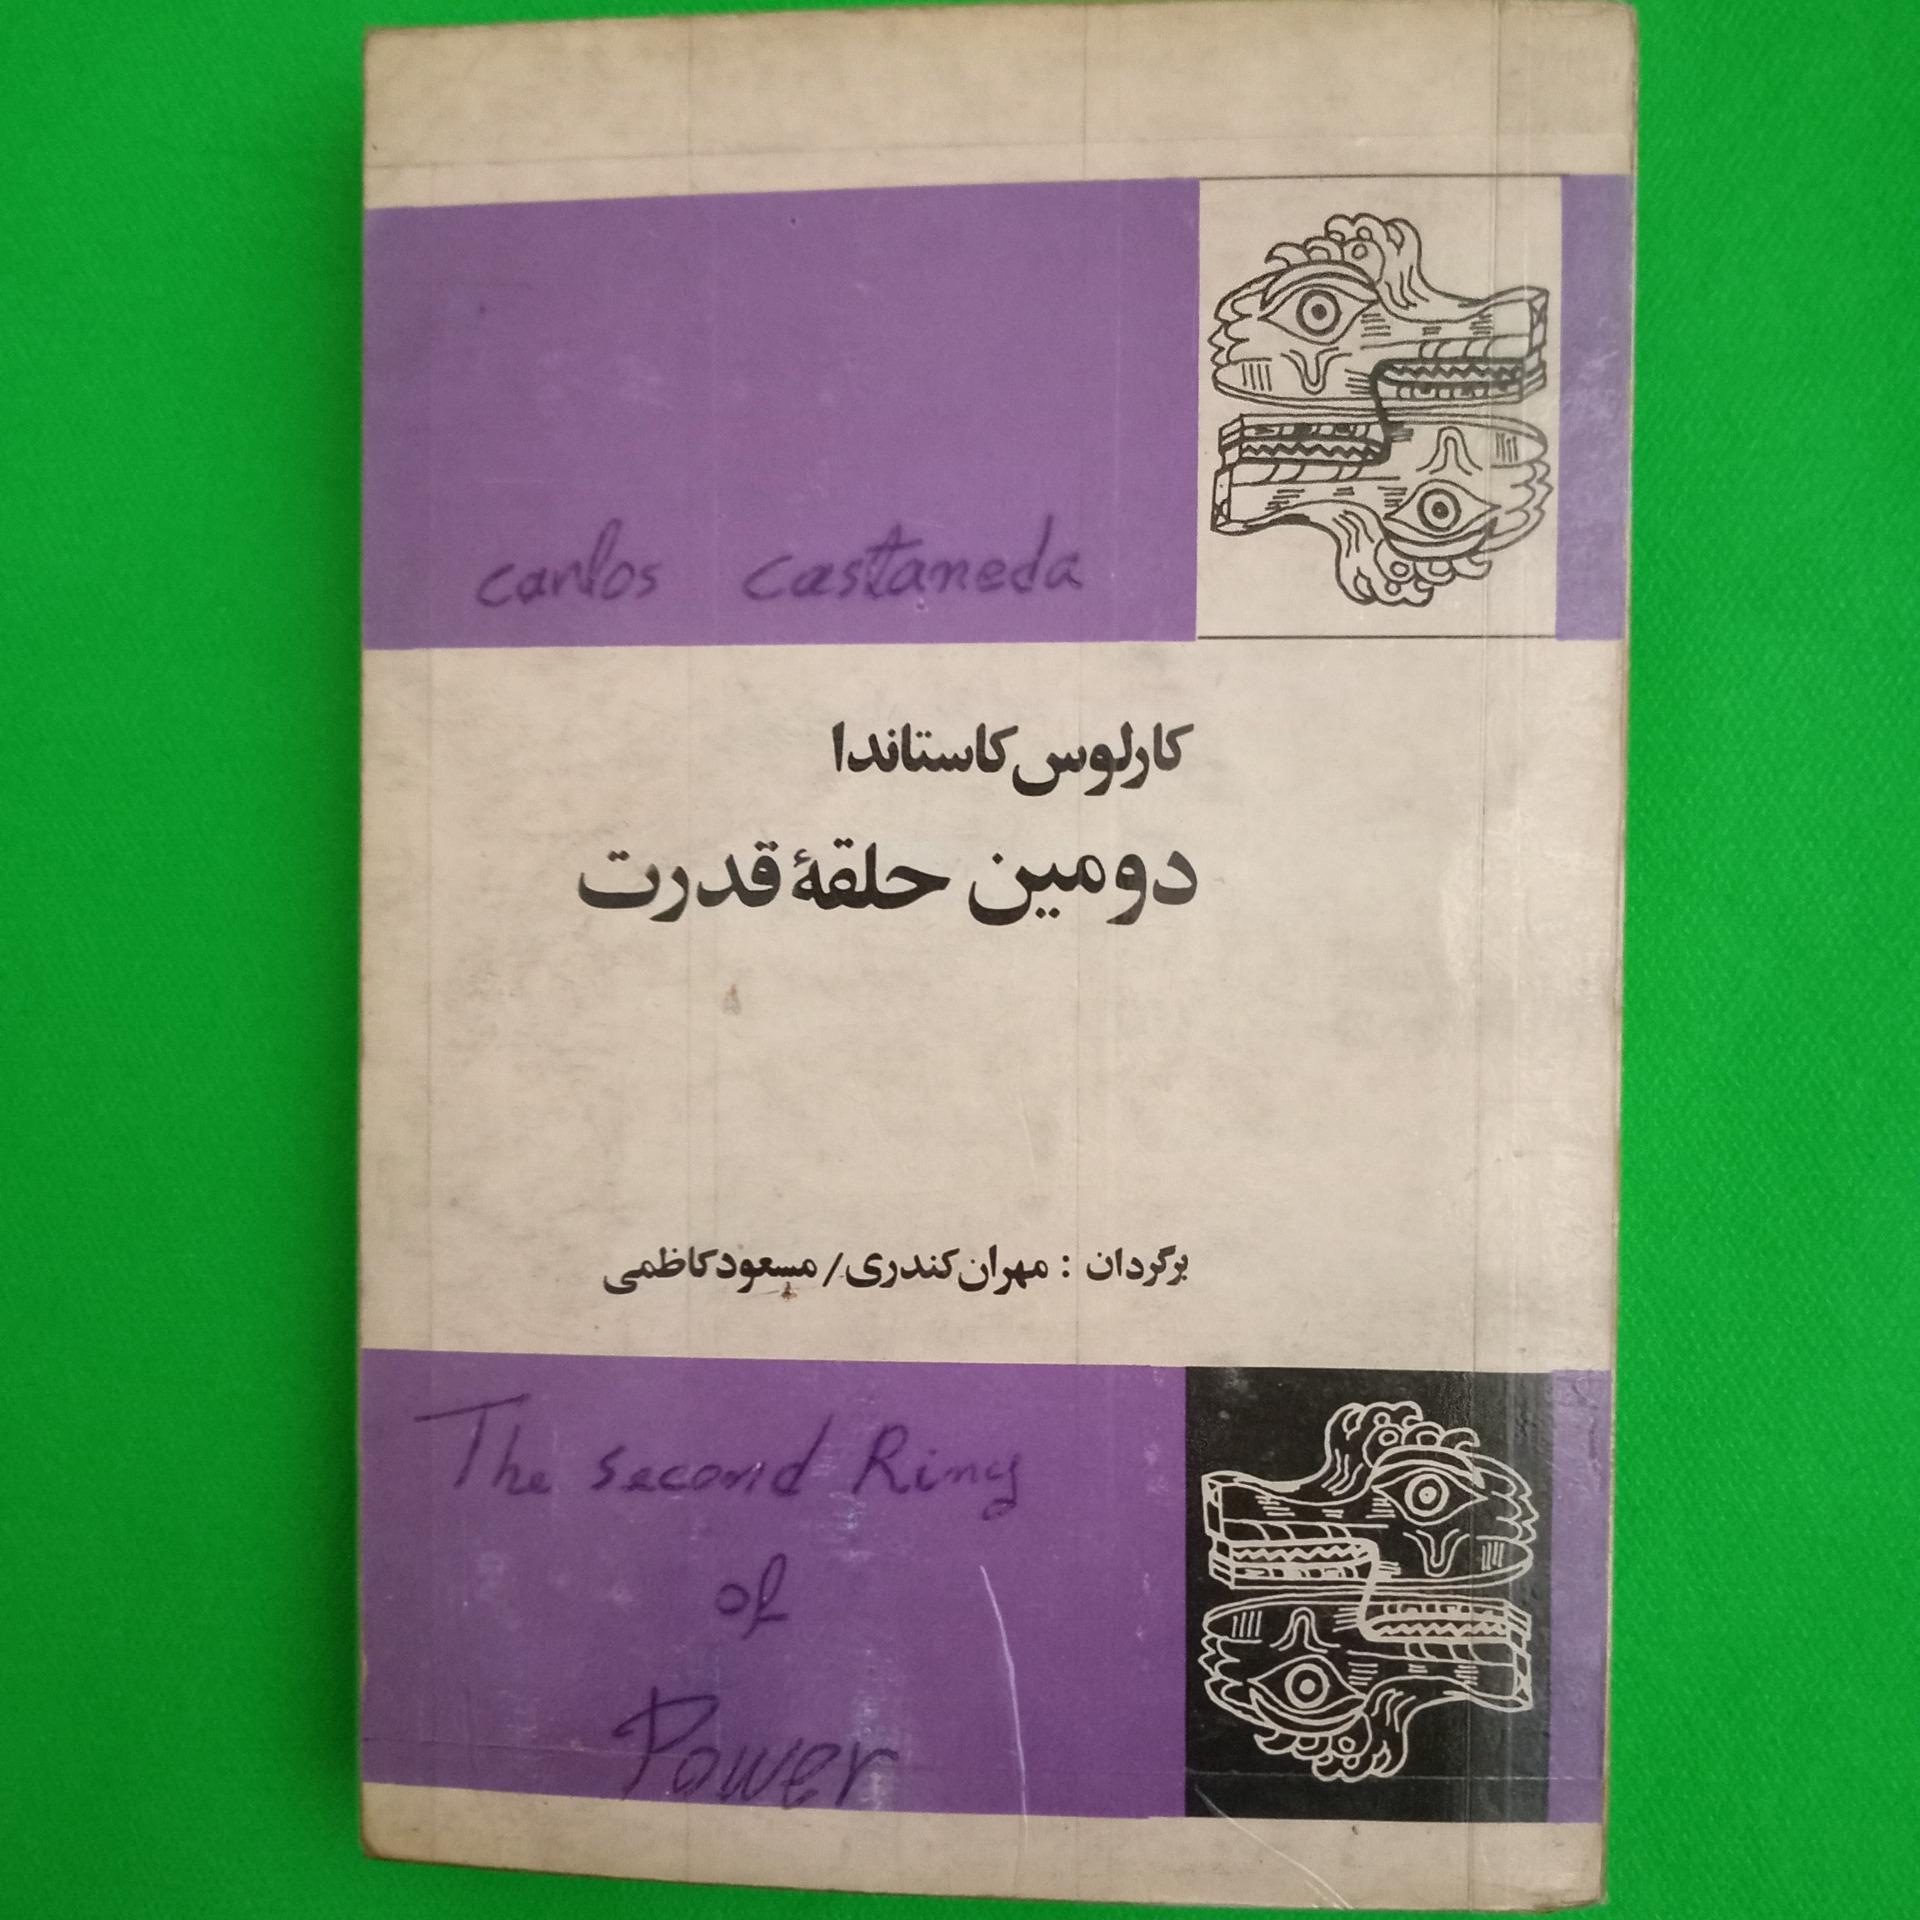 carlos castaneda
کارلوس کاستاندا
دومین حلقهٔ قدرت
برگردان : مهران کندری / مسعود کاظمی
The second Ring
of
Power